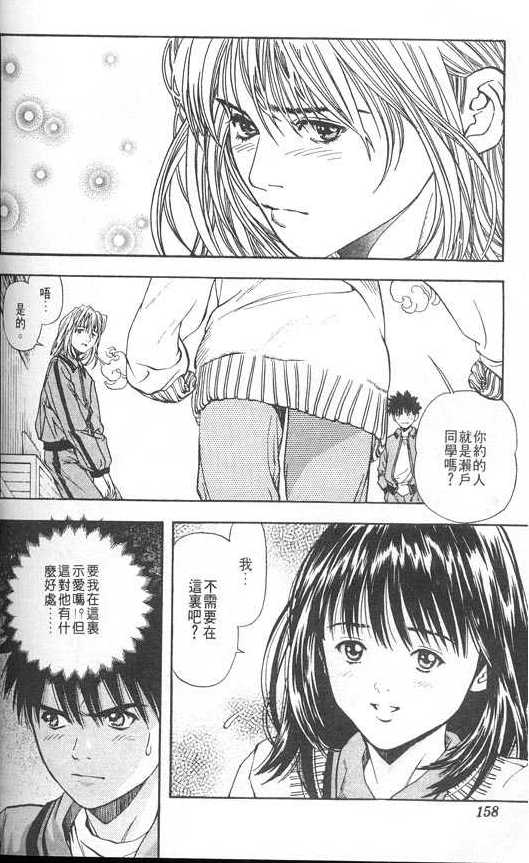 你約的人
就是瀨戶
同學嗎?
唔…
是的。
我…
不需要在
這裏吧?
要我在這裏
示愛嗎!?但
這對他有什
麼好處……
158